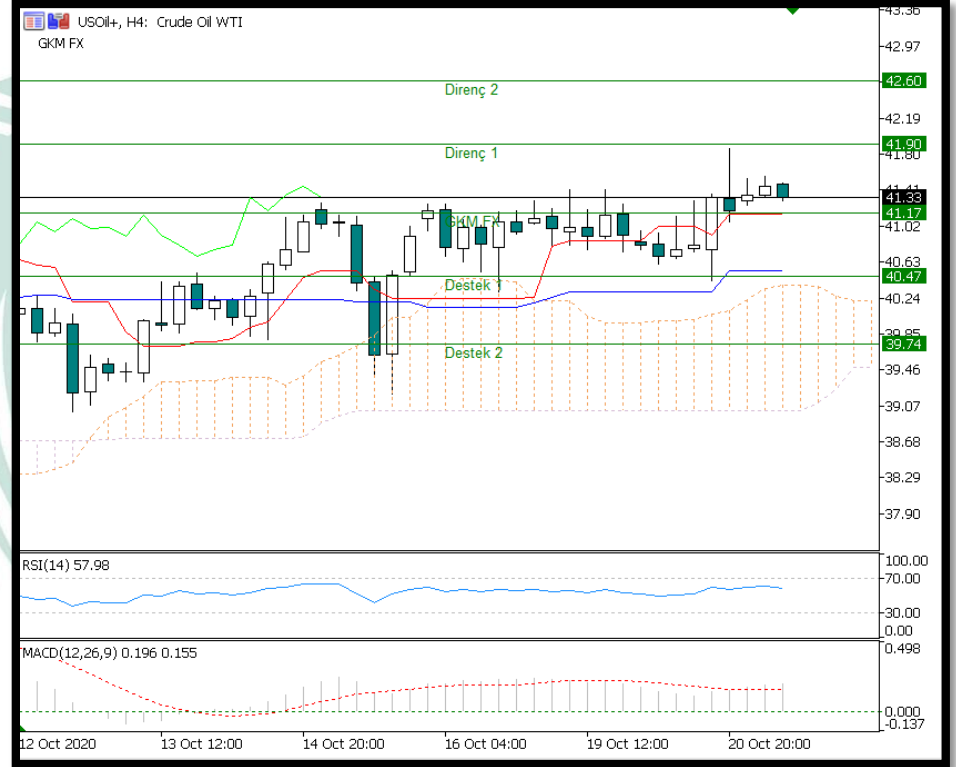 USOil+, H4: Crude Oil WTI
GKM FX
43.36
42.97
42.60
Direnç 2
42.19
41.90
Direnç 1
41.80
41.41
41.33
41.17
GKM FX
41.02
40.63
40.47
Destek 1
40.24
39.85
39.74
Destek 2
39.46
39.07
38.68
38.29
37.90
RSI(14) 57.98
100.00
70.00
30.00
0.00
MACD(12,26,9) 0.196 0.155
0.498
0.000
-0.137
12 Oct 2020 13 Oct 12:00 14 Oct 20:00 16 Oct 04:00 19 Oct 12:00 20 Oct 20:00